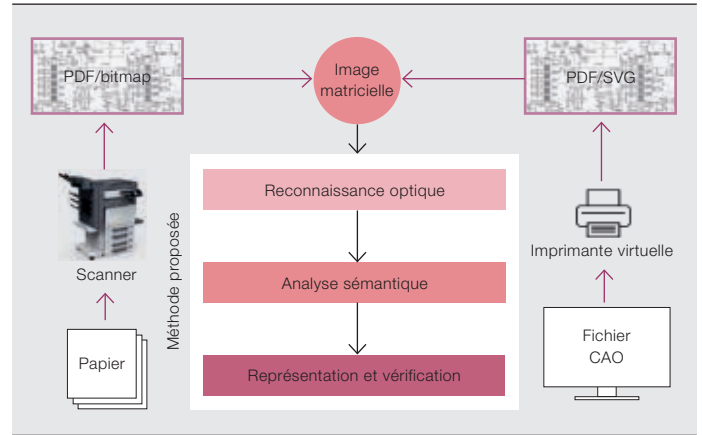 PDF/bitmap
Image
matricielle
PDF/SVG
Reconnaissance optique
Méthode proposée
Scanner
Imprimante virtuelle
Analyse sémantique
Papier
Fichier
CAO
Représentation et vérification